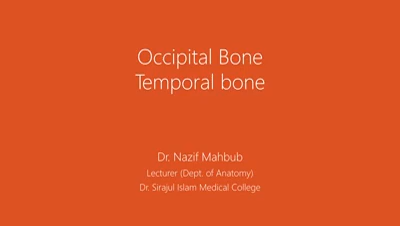 Occipital Bone
Temporal bone
Dr. Nazif Mahbub
Lecturer (Dept. of Anatomy)
Dr. Sirajul Islam Medical College